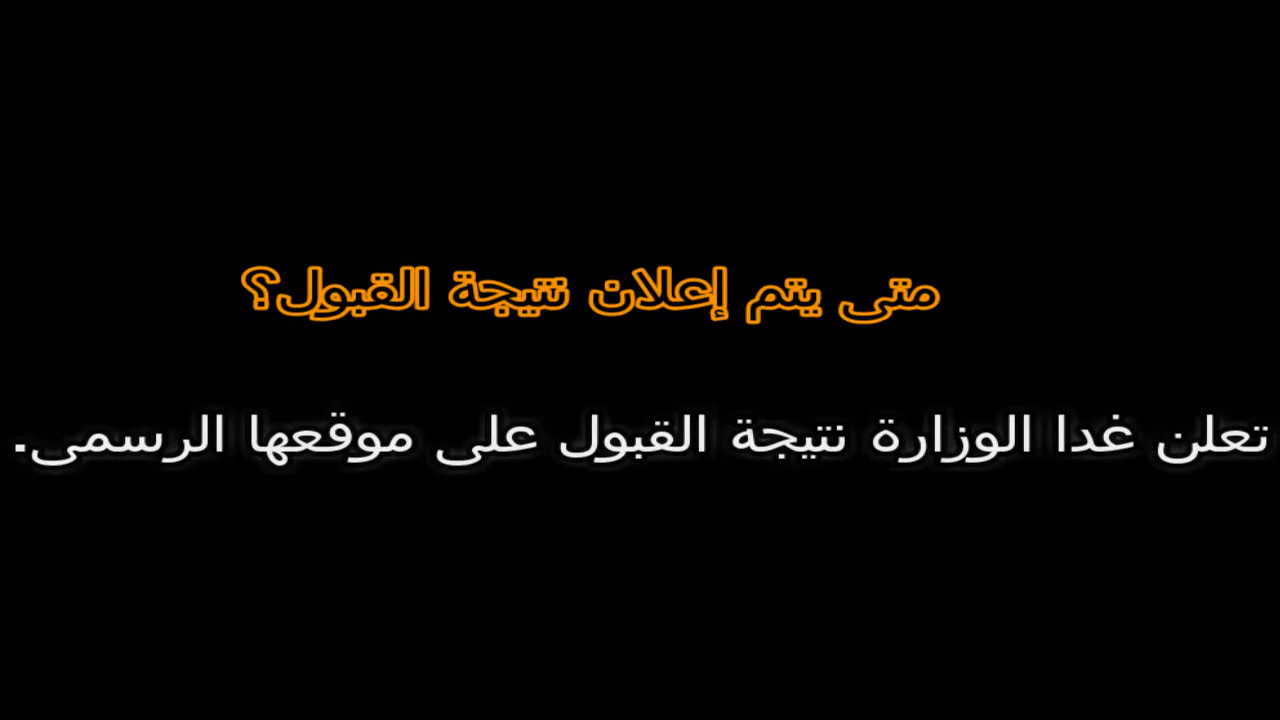 متى يتم إعلان نتيجة القبول؟
تعلن غدا الوزارة نتيجة القبول على موقعها الرسمى.